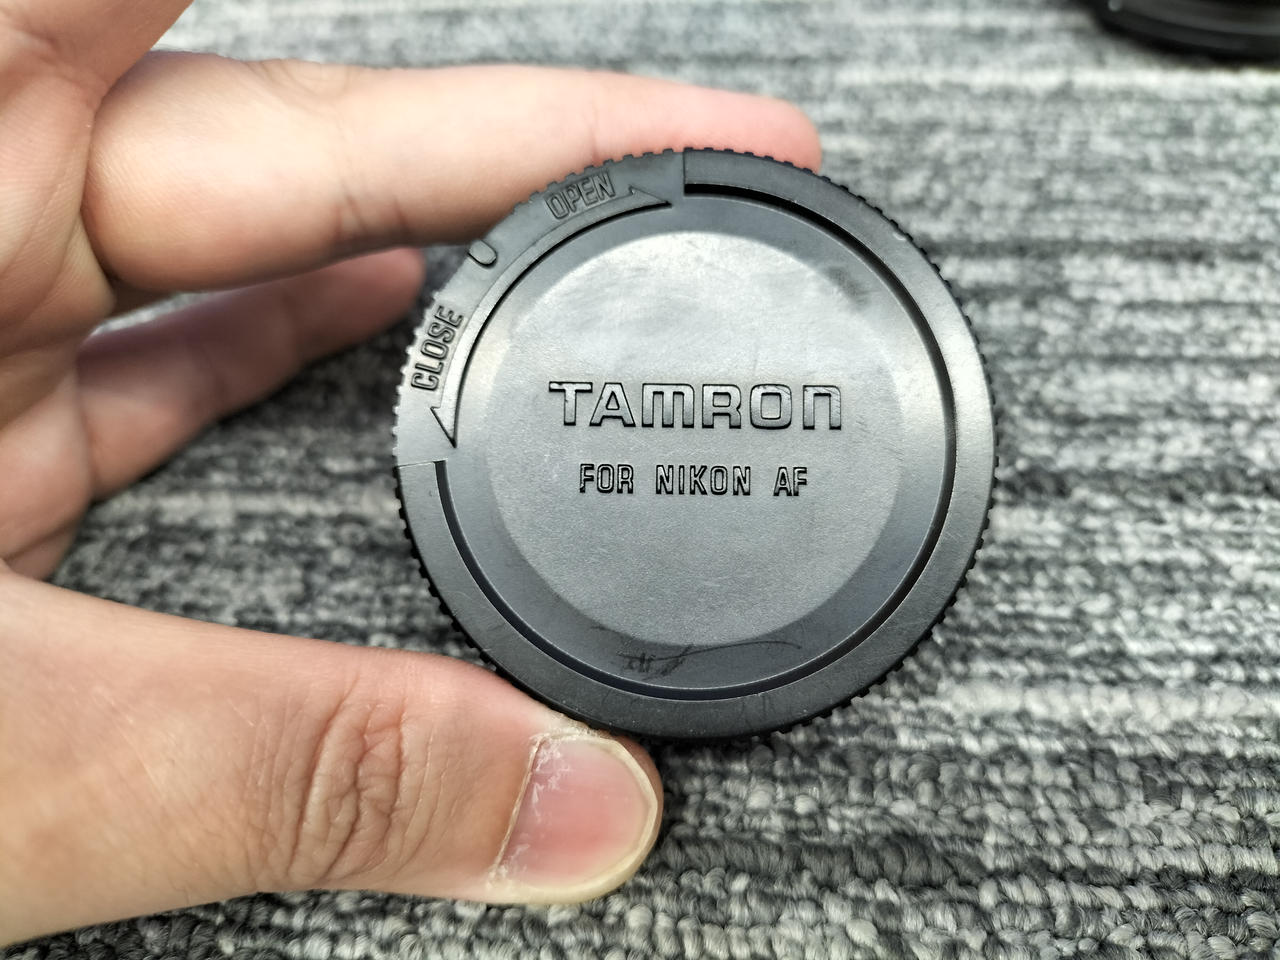 OPEN
CLOSE
TAMRON
FOR NIKON AF